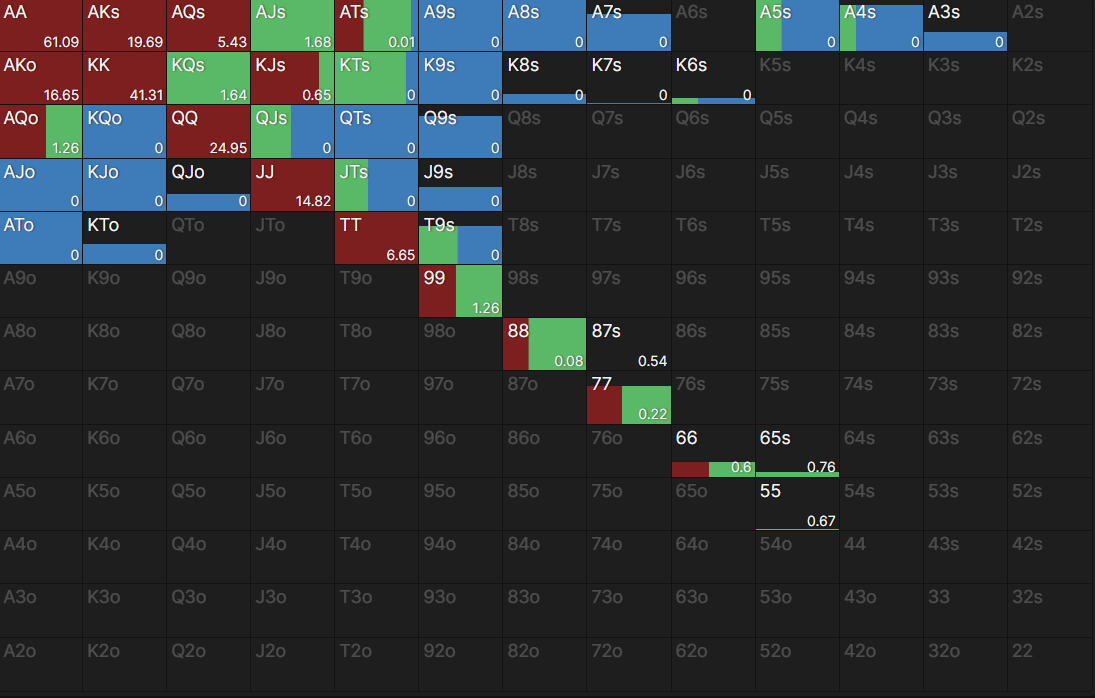 AA AKs AQs AJs ATs A9s A8s A7s A6s A5s A4s A3s A2s
61.09 19.69 5.43 1.68 0.01 0 0 0 0 0 0
AKo KK KQs KJs KTs K9s K8s K7s K6s K5s K4s K3s K2s
16.65 41.31 1.64 0.65 0 0 0 0 0
AQo KQo QQ QJs QTs Q9s Q8s Q7s Q6s Q5s Q4s Q3s Q2s
1.26 0 24.95 0 0 0
AJo KJo QJo JJ JTs J9s J8s J7s J6s J5s J4s J3s J2s
0 0 0 14.82 0 0
ATo KTo QTo JTo TT T9s T8s T7s T6s T5s T4s T3s T2s
0 0 6.65 0
A9o K9o Q9o J9o T9o 99 98s 97s 96s 95s 94s 93s 92s
1.26
A8o K8o Q8o J8o T8o 98o 88 87s 86s 85s 84s 83s 82s
0.08 0.54
A7o K7o Q7o J7o T7o 97o 87o 77 76s 75s 74s 73s 72s
0.22
A6o K6o Q6o J6o T6o 96o 86o 76o 66 65s 64s 63s 62s
0.6 0.76
A5o K5o Q5o J5o T5o 95o 85o 75o 65o 55 54s 53s 52s
0.67
A4o K4o Q4o J4o T4o 94o 84o 74o 64o 54o 44 43s 42s
A3o K3o Q3o J3o T3o 93o 83o 73o 63o 53o 43o 33 32s
A2o K2o Q2o J2o T2o 92o 82o 72o 62o 52o 42o 32o 22